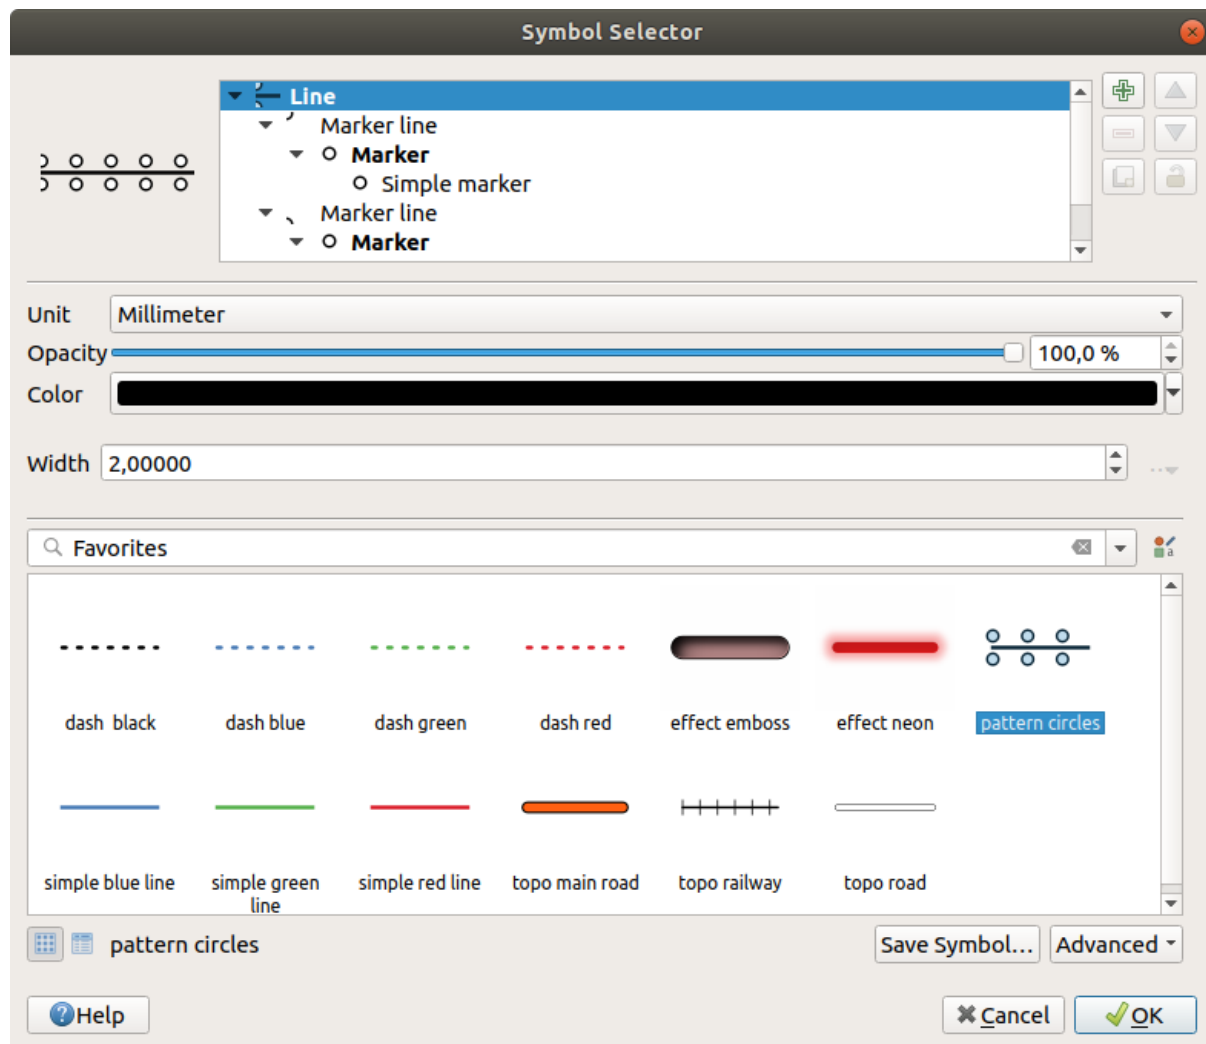 Symbol Selector
Line
Marker line
Marker
Simple marker
Marker line
Marker
Unit Millimeter
Opacity 100,0 %
Color
Width 2,00000
Favorites
a
dash  black dash blue dash green dash red effect emboss effect neon pattern circles
simple blue line simple green simple red line topo main road topo railway topo road
line
pattern circles Save Symbol... Advanced
?Help Cancel OK